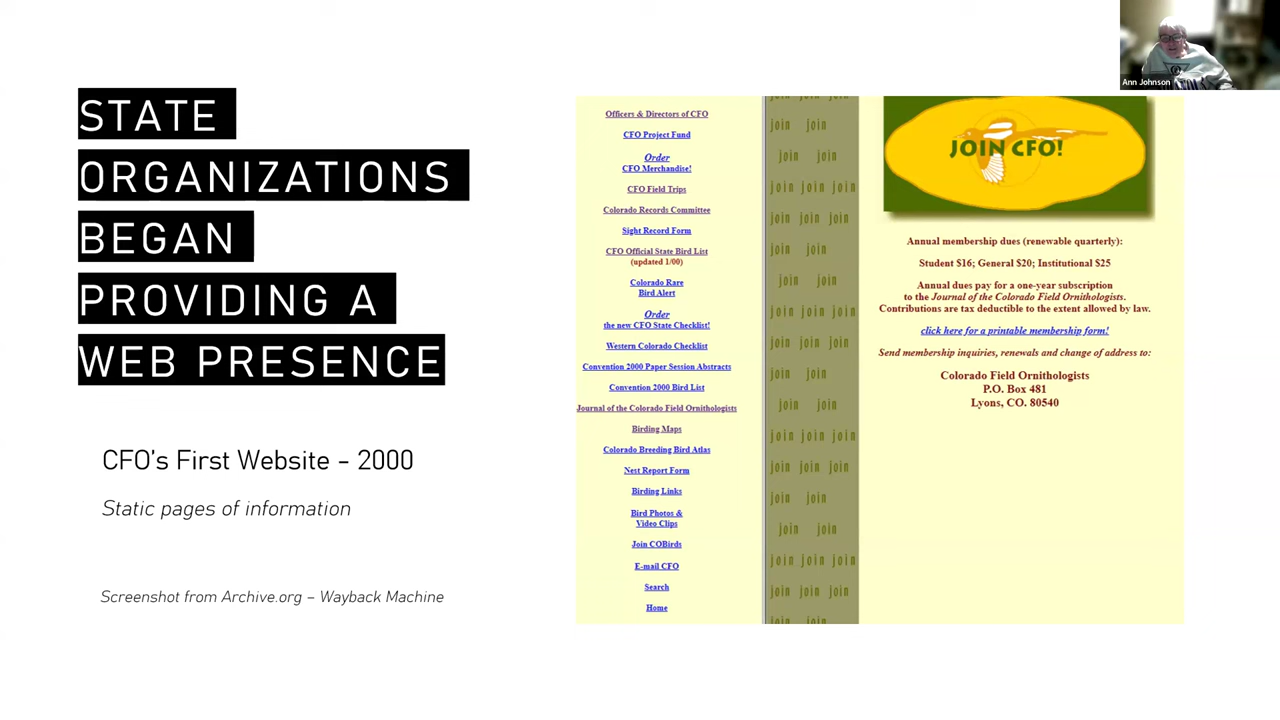 Ann Johnson
STATE
ORGANIZATIONS
BEGAN
PROVIDING A
WEB PRESENCE
CFO's First Website - 2000
Static pages of information
Screenshot from Archive.org – Wayback Machine
Officers & Directors of CFO
CFO Project Fund
Order
CFO Merchandise!
CFO Field Trips
Colorado Records Committee
Sight Record Form
CFO Official State Bird List
(updated 1/00)
Colorado Rare
Bird Alert
Order
the new CFO State Checklist!
Western Colorado Checklist
Convention 2000 Paper Session Abstracts
Convention 2000 Bird List
Journal of the Colorado Field Ornithologists
Birding Maps
Colorado Breeding Bird Atlas
Nest Report Form
Birding Links
Bird Photos &
Video Clips
Join COBirds
E-mail CFO
Search
Home
join join
join join
join join
join join join
join join join
join join
join join
join join join
join join join
join join
join join
join join join
join join join
join join
join join
join join join
join join join
join join
JOIN CFO!
Annual membership dues (renewable quarterly):
Student $16; General $20; Institutional $25
Annual dues pay for a one-year subscription
to the Journal of the Colorado Field Ornithologists.
Contributions are tax deductible to the extent allowed by law.
click here for a printable membership form!
Send membership inquiries, renewals and change of address to:
Colorado Field Ornithologists
P.O. Box 481
Lyons, CO. 80540